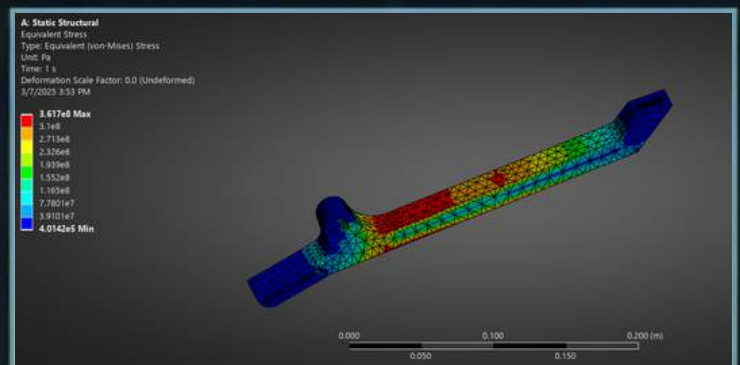 A: Static Structural
Equivalent Stress
Type: Equivalent (von-Mises) Stress
Unit: Pa
Time: 1 s
Deformation Scale Factor: 0.0 (Undeformed)
3/7/2025 3:53 PM
3.617e8 Max
3.1e8
2.713e8
2.326e8
1.939e8
1.552e8
1.165e8
7.7801e7
3.9101e7
4.0142e5 Min
0.000 0.100 0.200 (m)
0.050 0.150